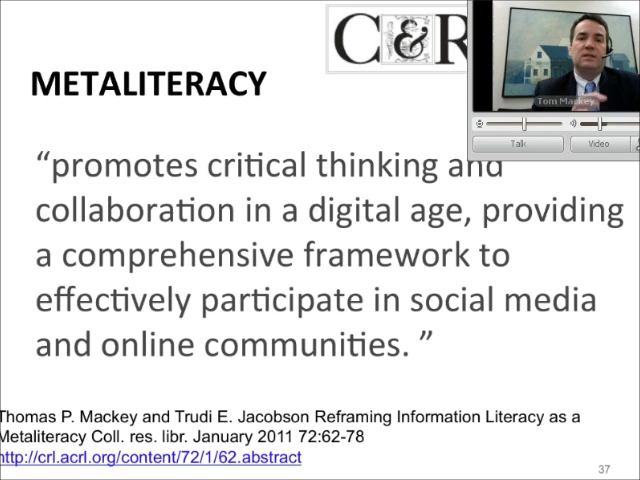 C&R
METALITERACY
Tom Mackey
Talk
Video
“promotes critical thinking and
collaboration in a digital age, providing
a comprehensive framework to
effectively participate in social media
and online communities. ”
Thomas P. Mackey and Trudi E. Jacobson Reframing Information Literacy as a
Metaliteracy Coll. res. libr. January 2011 72:62-78
http://crl.acrl.org/content/72/1/62.abstract
37